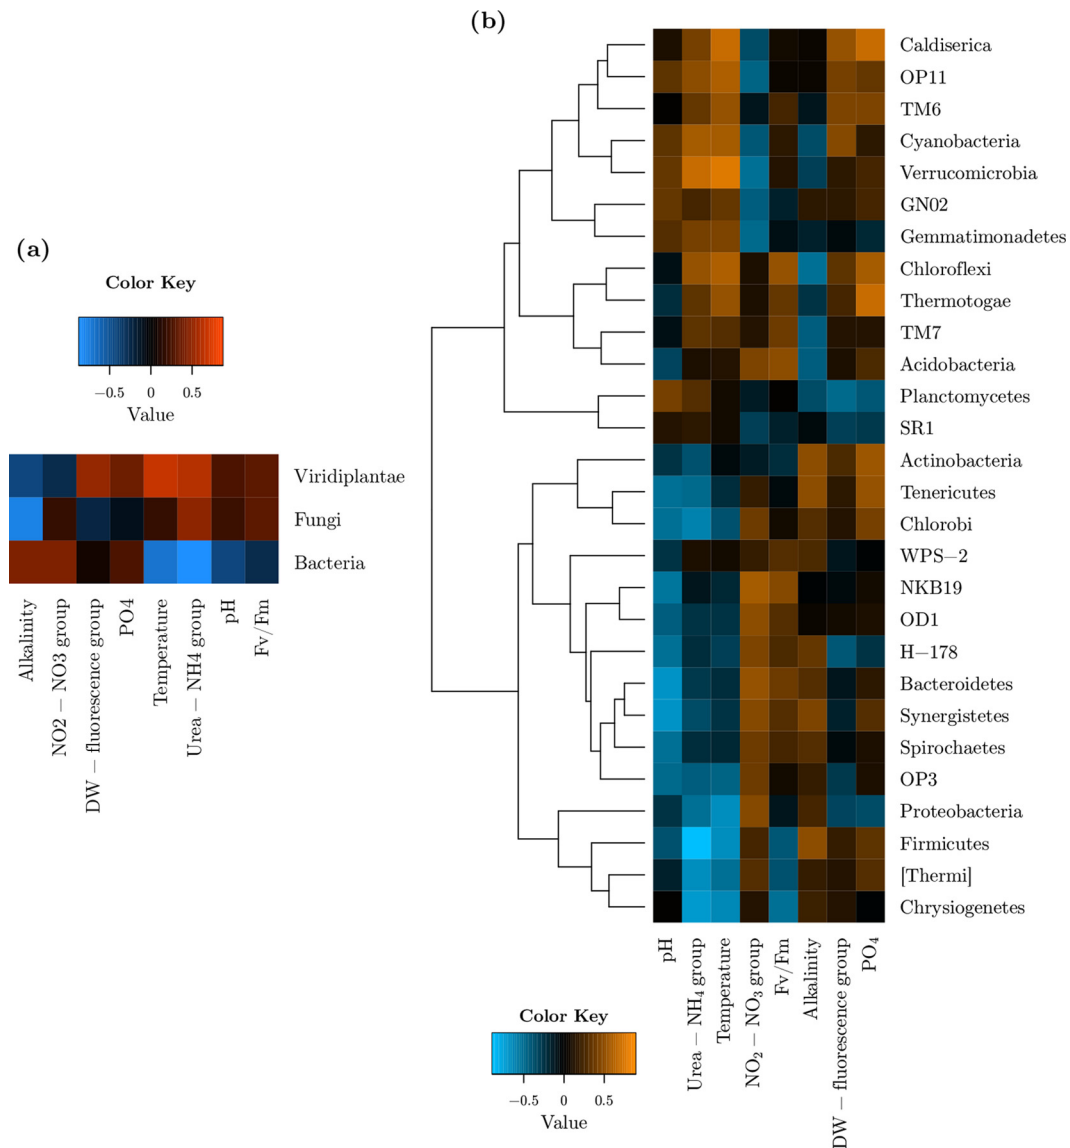 (a)
Color Key
−0.5 0 0.5
Value
Viridiplantae
Fungi
Bacteria
Alkalinity
NO2 − NO3 group
DW − fluorescence group
PO4
Temperature
Urea − NH4 group
pH
Fv/Fm
(b)
Caldiserica
OP11
TM6
Cyanobacteria
Verrucomicrobia
GN02
Gemmatimonadetes
Chloroflexi
Thermotogae
TM7
Acidobacteria
Planctomycetes
SR1
Actinobacteria
Tenericutes
Chlorobi
WPS−2
NKB19
OD1
H−178
Bacteroidetes
Synergistetes
Spirochaetes
OP3
Proteobacteria
Firmicutes
[Thermi]
Chrysiogenetes
pH
Urea − NH₄ group
Temperature
NO₂ − NO₃ group
Fv/Fm
Alkalinity
DW − fluorescence group
PO₄
Color Key
−0.5 0 0.5
Value